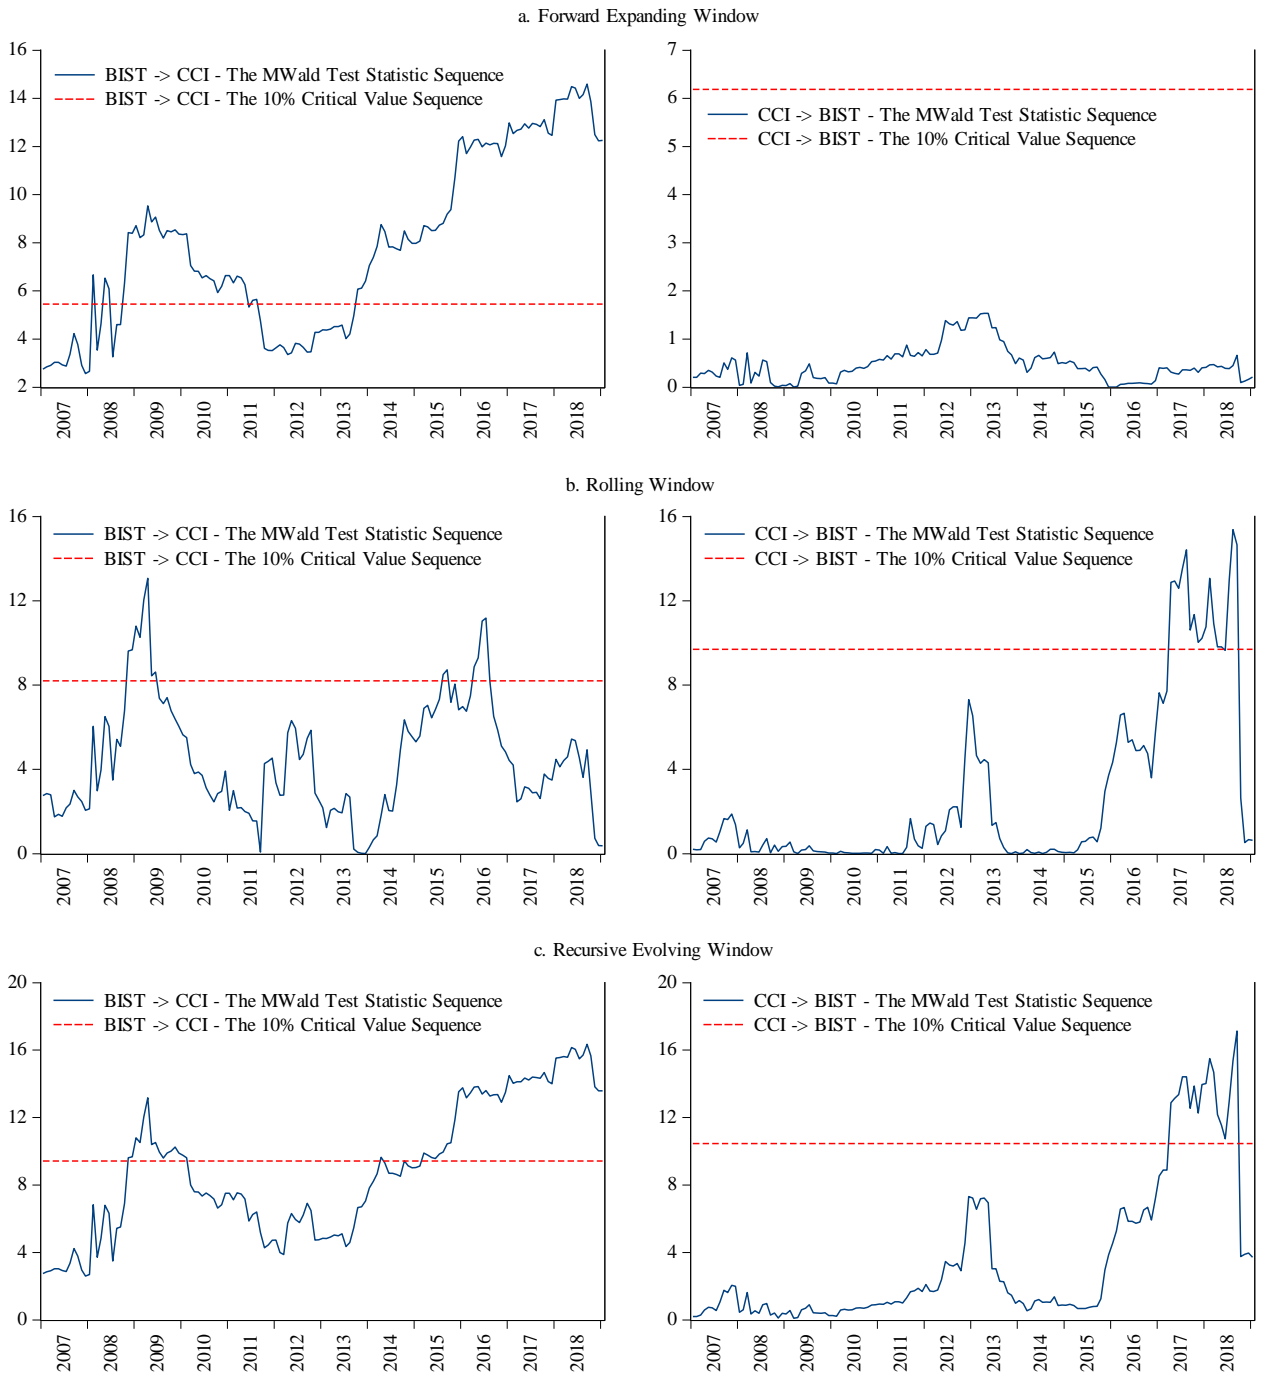 a. Forward Expanding Window
16
14
12
10
8
6
4
2
BIST -> CCI - The MWald Test Statistic Sequence
BIST -> CCI - The 10% Critical Value Sequence
2007 2008 2009 2010 2011 2012 2013 2014 2015 2016 2017 2018
7
6
5
4
3
2
1
0
CCI -> BIST - The MWald Test Statistic Sequence
CCI -> BIST - The 10% Critical Value Sequence
2007 2008 2009 2010 2011 2012 2013 2014 2015 2016 2017 2018
b. Rolling Window
16
12
8
4
0
BIST -> CCI - The MWald Test Statistic Sequence
BIST -> CCI - The 10% Critical Value Sequence
2007 2008 2009 2010 2011 2012 2013 2014 2015 2016 2017 2018
16
12
8
4
0
CCI -> BIST - The MWald Test Statistic Sequence
CCI -> BIST - The 10% Critical Value Sequence
2007 2008 2009 2010 2011 2012 2013 2014 2015 2016 2017 2018
c. Recursive Evolving Window
20
16
12
8
4
0
BIST -> CCI - The MWald Test Statistic Sequence
BIST -> CCI - The 10% Critical Value Sequence
2007 2008 2009 2010 2011 2012 2013 2014 2015 2016 2017 2018
20
16
12
8
4
0
CCI -> BIST - The MWald Test Statistic Sequence
CCI -> BIST - The 10% Critical Value Sequence
2007 2008 2009 2010 2011 2012 2013 2014 2015 2016 2017 2018